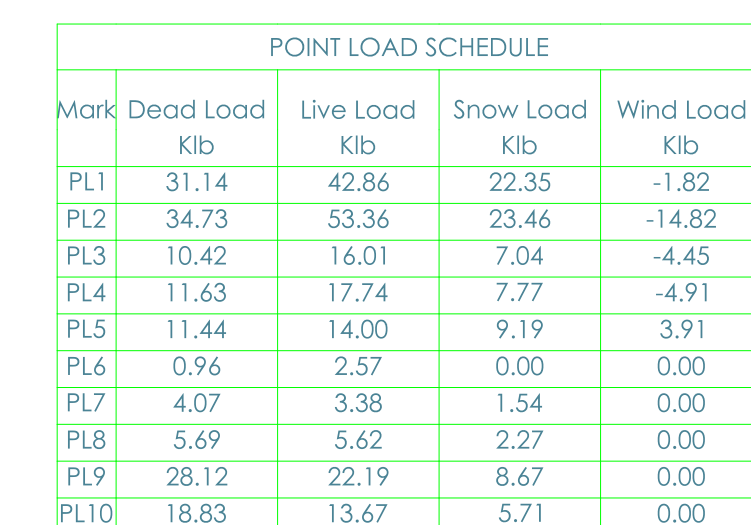 POINT LOAD SCHEDULE
Mark Dead Load Klb Live Load Klb Snow Load Klb Wind Load Klb
PL1 31.14 42.86 22.35 -1.82
PL2 34.73 53.36 23.46 -14.82
PL3 10.42 16.01 7.04 -4.45
PL4 11.63 17.74 7.77 -4.91
PL5 11.44 14.00 9.19 3.91
PL6 0.96 2.57 0.00 0.00
PL7 4.07 3.38 1.54 0.00
PL8 5.69 5.62 2.27 0.00
PL9 28.12 22.19 8.67 0.00
PL10 18.83 13.67 5.71 0.00